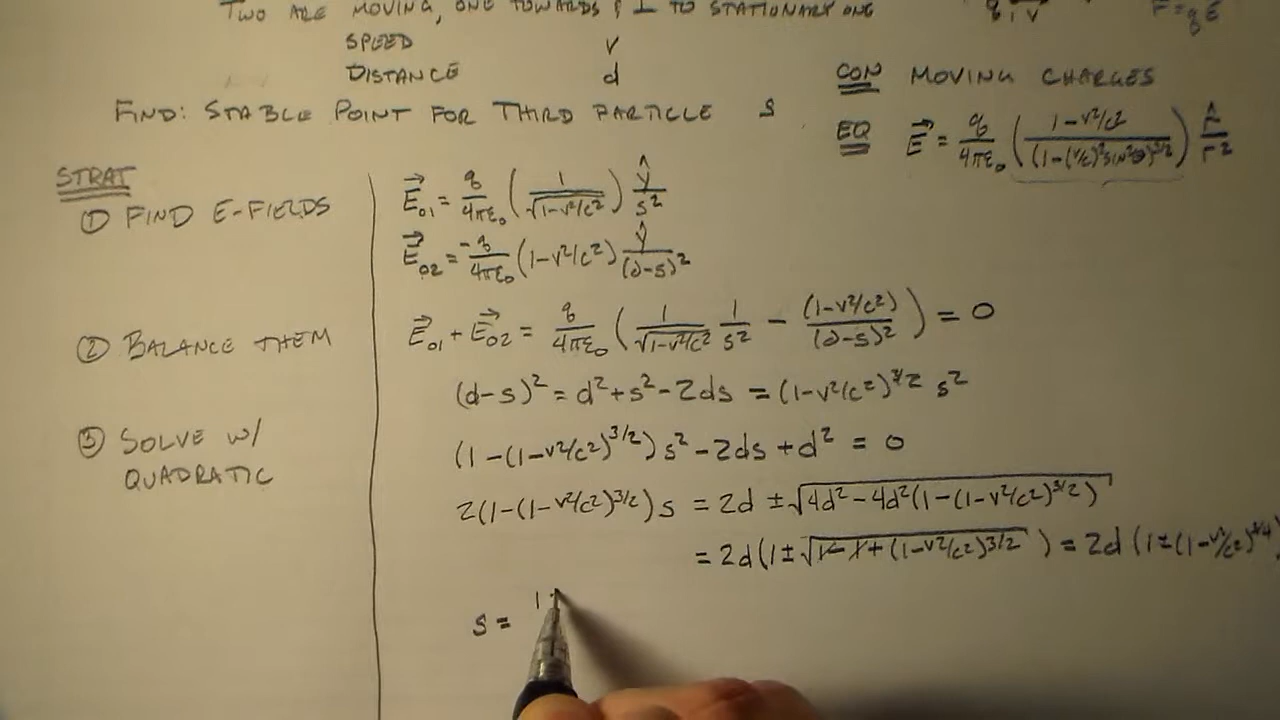 TWO ARE MOVING, ONE TOWARDS & ⊥ TO STATIONARY ONE
q, v
F = qE
SPEED v
DISTANCE d
FIND: STABLE POINT FOR THIRD PARTICLE s
CON MOVING CHARGES
EQ E⃗ = q/4πε₀ ( (1-v²/c²) / (1-(v/c)²sin²θ)^3/2 ) r̂/r²
STRAT
① FIND E-FIELDS
② BALANCE THEM
③ SOLVE W/
QUADRATIC
E⃗₀₁ = q/4πε₀ ( 1/√(1-v²/c²) ) ŷ/s²
E⃗₀₂ = -q/4πε₀ (1-v²/c²) ŷ/(d-s)²
E⃗₀₁ + E⃗₀₂ = q/4πε₀ ( 1/√(1-v²/c²) 1/s² - (1-v²/c²)/(d-s)² ) = 0
(d-s)² = d²+s²-2ds = (1-v²/c²)^3/2 s²
(1-(1-v²/c²)^3/2) s² - 2ds + d² = 0
2(1-(1-v²/c²)^3/2) s = 2d ± √(4d²-4d²(1-(1-v²/c²)^3/2))
= 2d(1±√(1-1+(1-v²/c²)^3/2)) = 2d(1±(1-v²/c²)^3/4)
s = 1